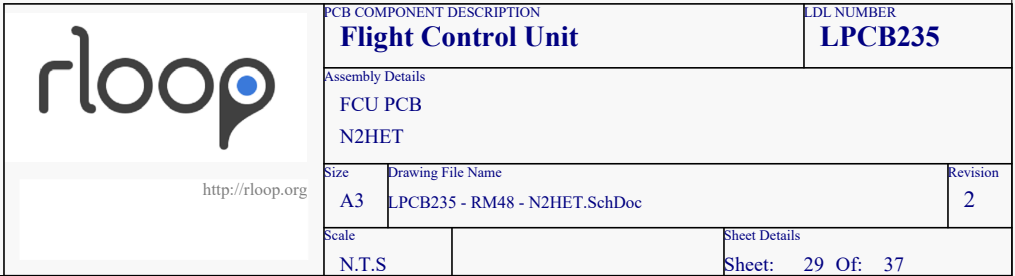 rloop
http://rloop.org
PCB COMPONENT DESCRIPTION
Flight Control Unit
LDL NUMBER
LPCB235
Assembly Details
FCU PCB
N2HET
Size
A3
Drawing File Name
LPCB235 - RM48 - N2HET.SchDoc
Revision
2
Scale
N.T.S
Sheet Details
Sheet: 29 Of: 37